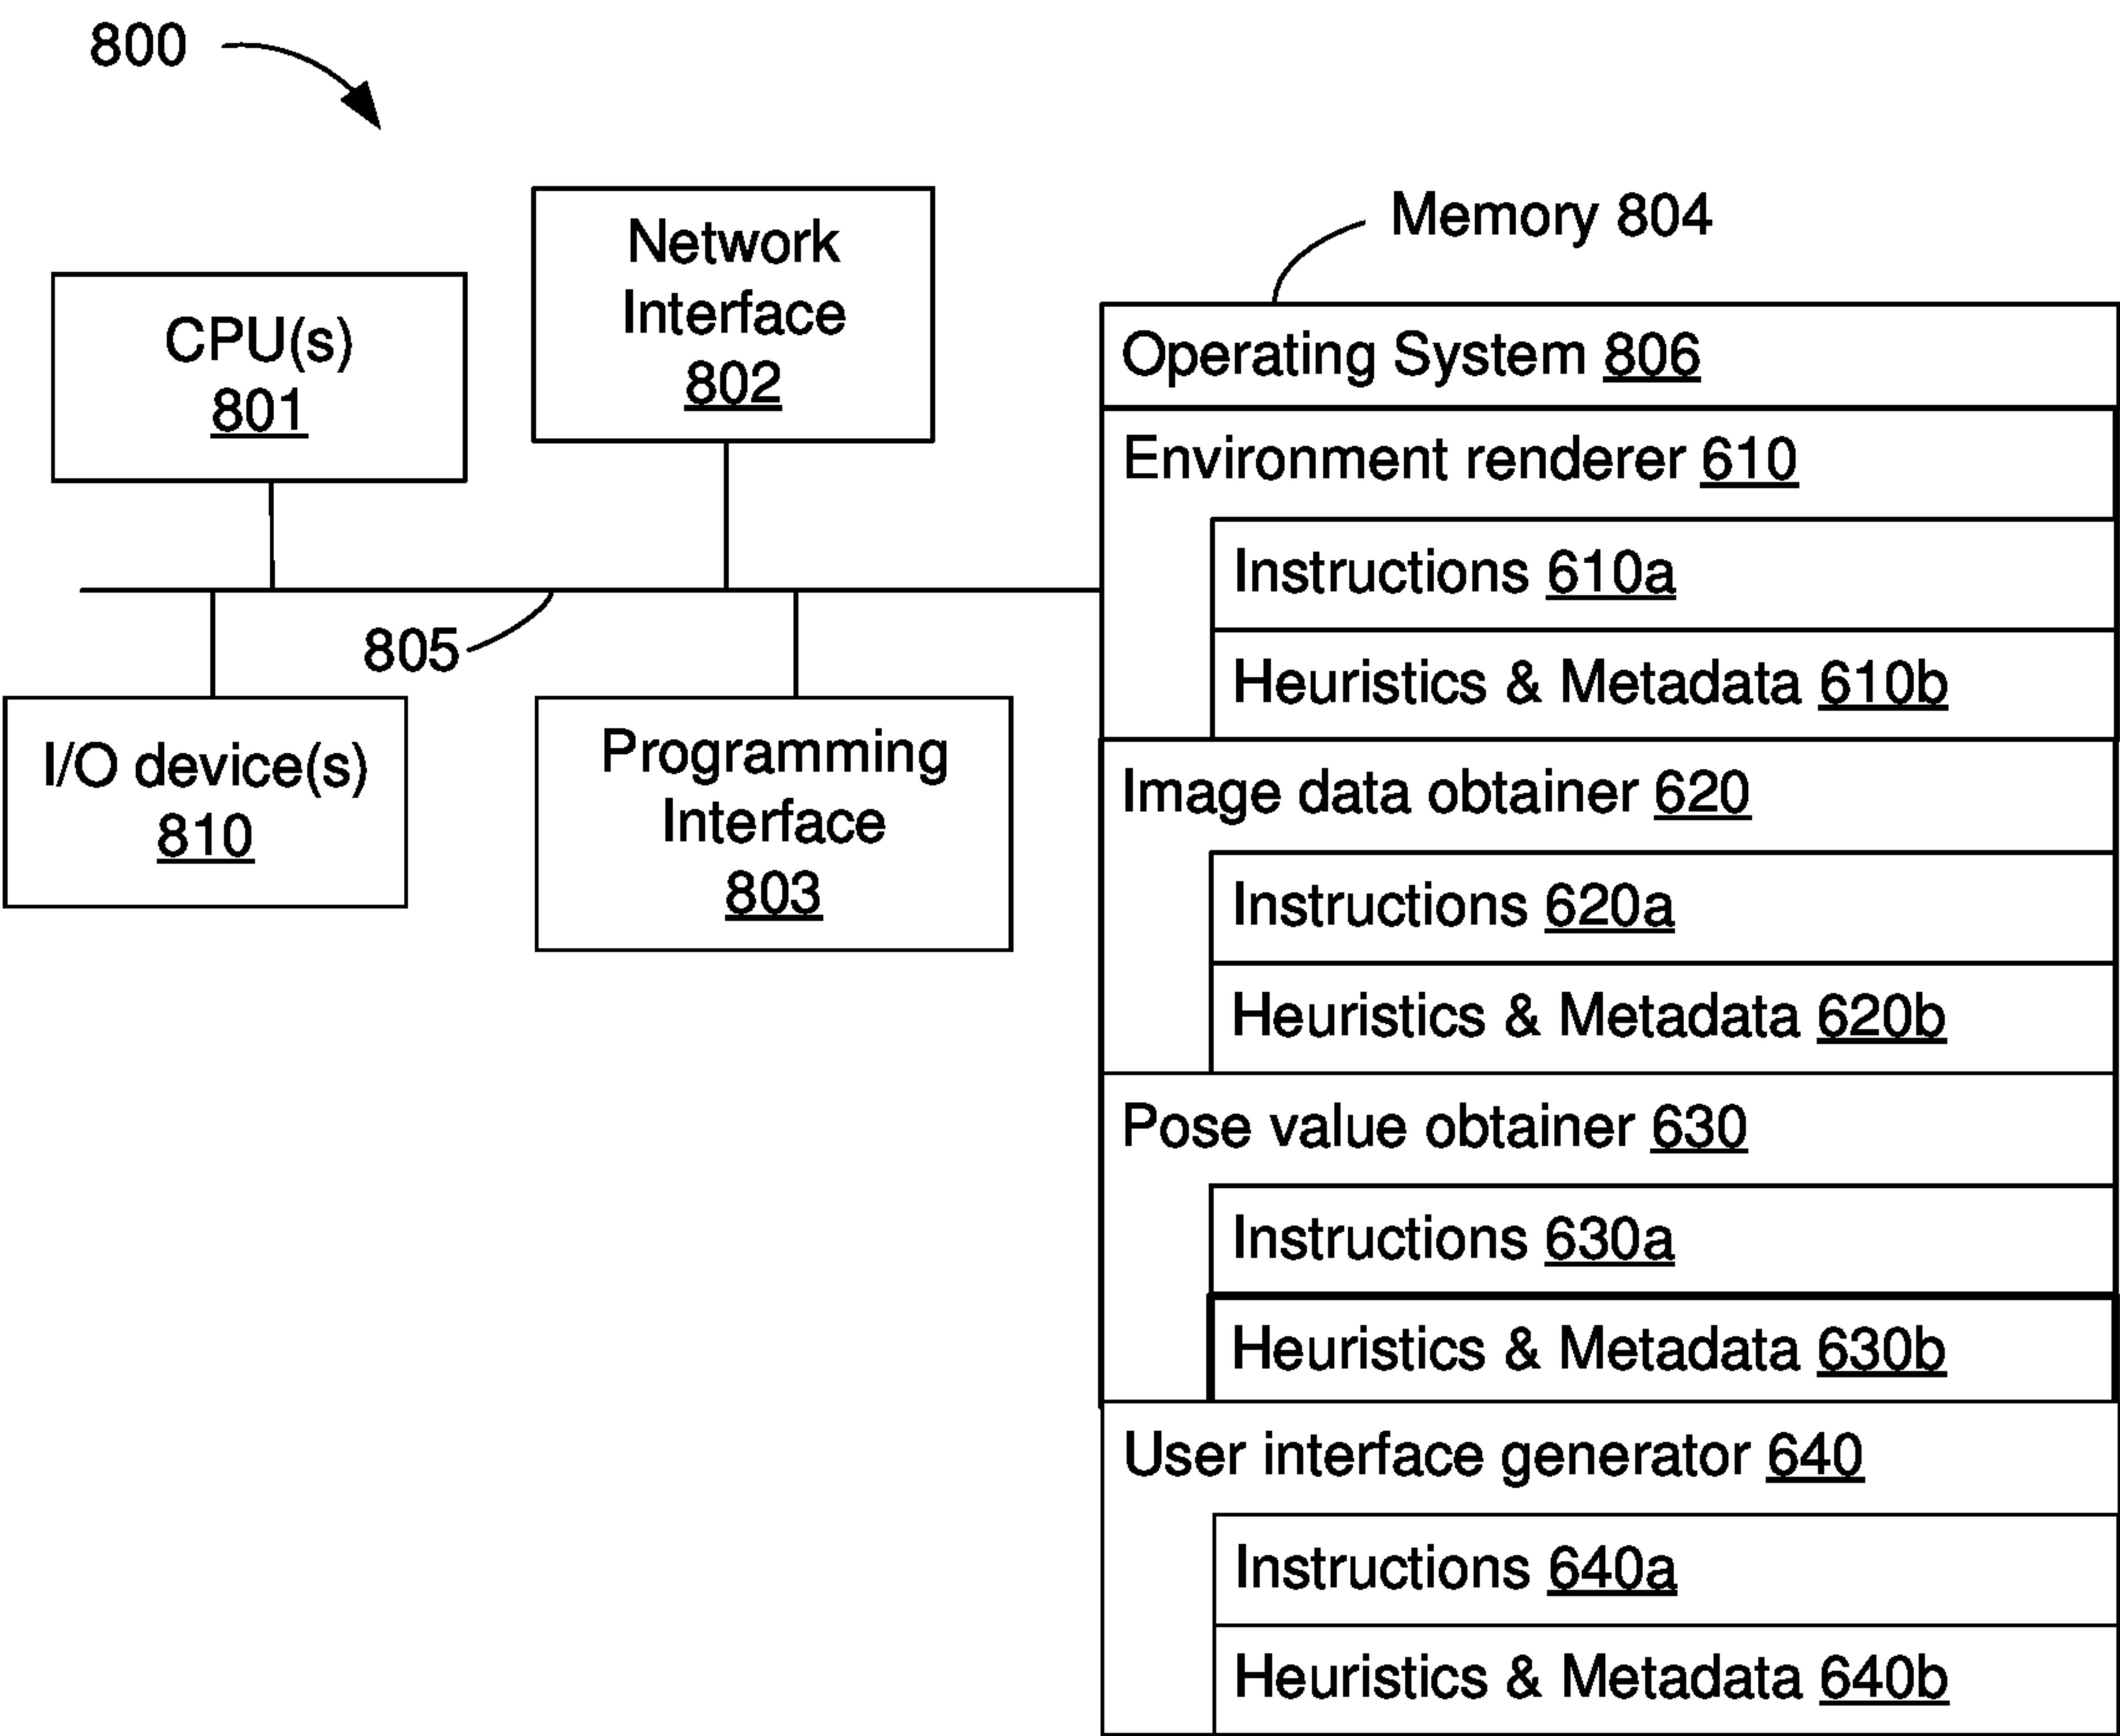 800
CPU(s)
801
Network
Interface
802
805
I/O device(s)
810
Programming
Interface
803
Memory 804
Operating System 806
Environment renderer 610
Instructions 610a
Heuristics & Metadata 610b
Image data obtainer 620
Instructions 620a
Heuristics & Metadata 620b
Pose value obtainer 630
Instructions 630a
Heuristics & Metadata 630b
User interface generator 640
Instructions 640a
Heuristics & Metadata 640b